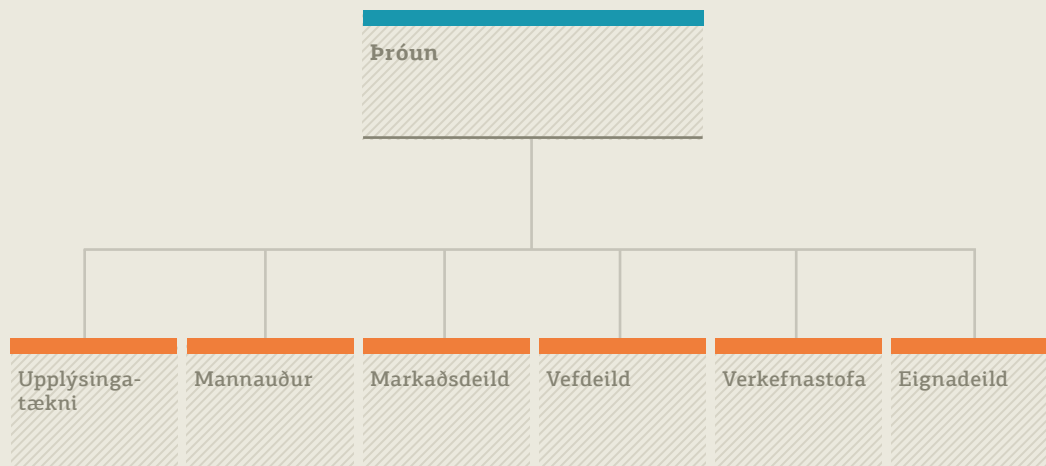 Þróun
Upplýsinga-
tækni
Mannauður
Markaðsdeild
Vefdeild
Verkefnastofa
Eignadeild